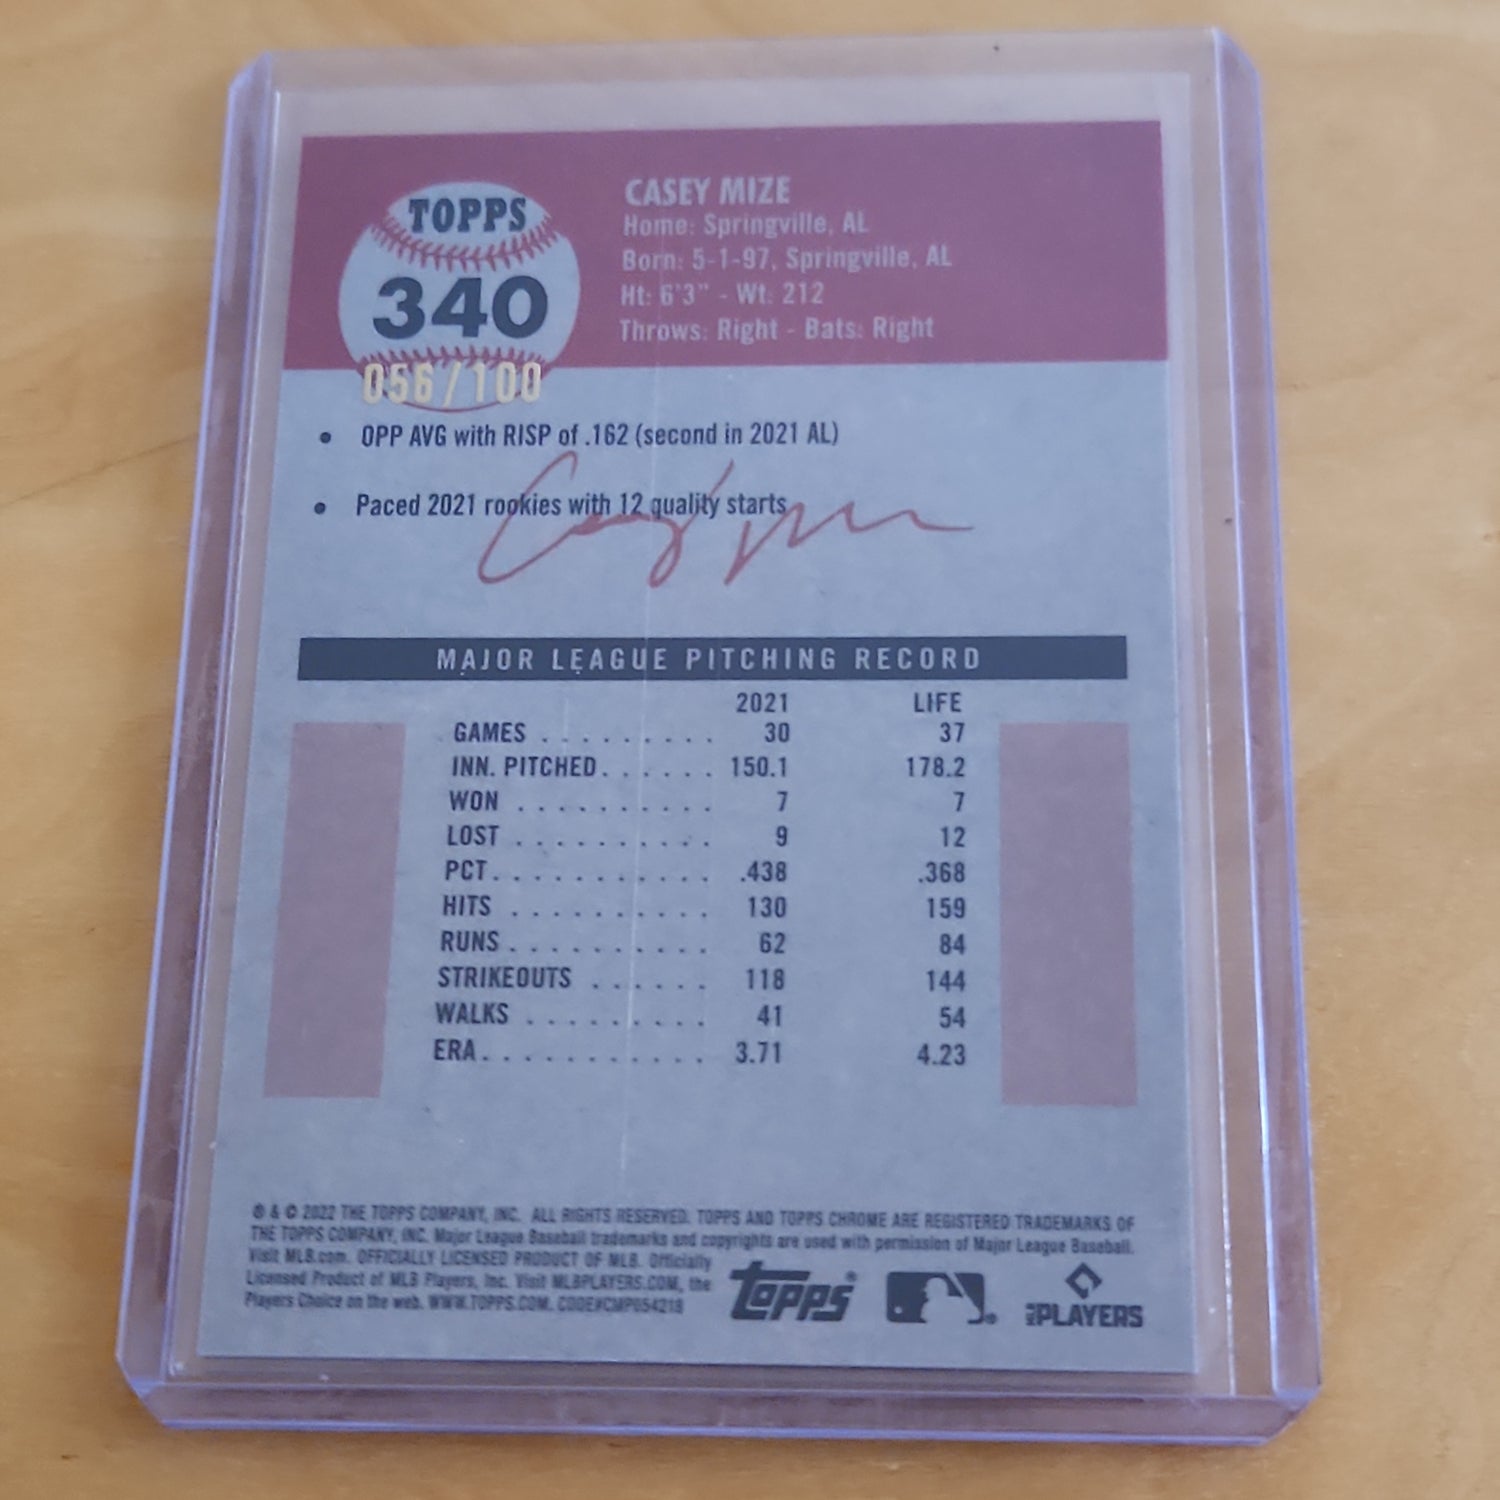 TOPPS
340
056/100
CASEY MIZE
Home: Springville, AL
Born: 5-1-97, Springville, AL
Ht: 6'3" - Wt: 212
Throws: Right - Bats: Right
• OPP AVG with RISP of .162 (second in 2021 AL)
• Paced 2021 rookies with 12 quality starts
Casey Mize
MAJOR LEAGUE PITCHING RECORD
2021 LIFE
GAMES . . . . . . . . . 30 37
INN. PITCHED. . . . . . 150.1 178.2
WON . . . . . . . . . . 7 7
LOST . . . . . . . . . . 9 12
PCT. . . . . . . . . . . .438 .368
HITS . . . . . . . . . . 130 159
RUNS . . . . . . . . . . 62 84
STRIKEOUTS . . . . . . 118 144
WALKS . . . . . . . . . 41 54
ERA. . . . . . . . . . . 3.71 4.23
® & © 2022 THE TOPPS COMPANY, INC. ALL RIGHTS RESERVED. TOPPS AND TOPPS CHROME ARE REGISTERED TRADEMARKS OF
THE TOPPS COMPANY, INC. Major League Baseball trademarks and copyrights are used with permission of Major League Baseball.
Visit MLB.com. OFFICIALLY LICENSED PRODUCT OF MLB. Officially
Licensed Product of MLB Players, Inc. Visit MLBPLAYERS.COM, the
Players Choice on the web. WWW.TOPPS.COM. CODE#CMP054218
TOPPS®
MLB PLAYERS